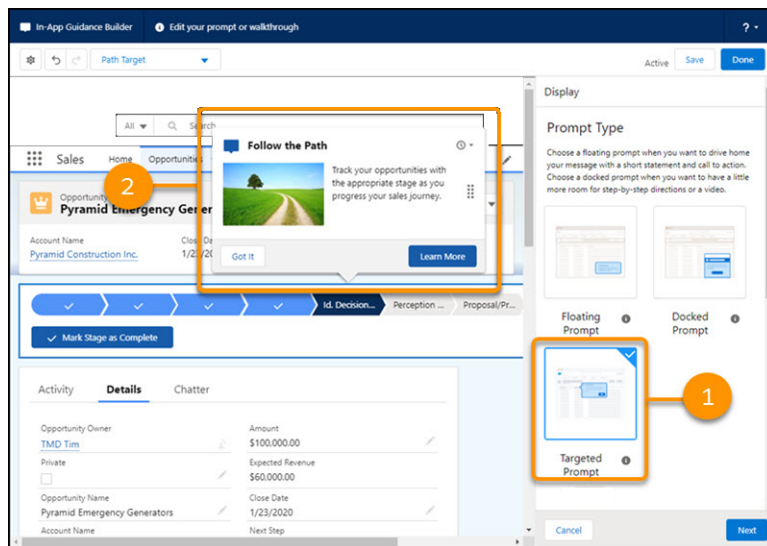 In-App Guidance Builder
Edit your prompt or walkthrough
? 
Path Target
Active
Save
Done
All
Search
Sales
Home
Opportunities
Opportunity
Pyramid Emergency Gener
Account Name
Close Da
Pyramid Construction Inc.
1/23/20
2
Follow the Path
Track your opportunities with
the appropriate stage as you
progress your sales journey.
Got It
Learn More
Id. Decision...
Perception ...
Proposal/Pr...
Mark Stage as Complete
Activity
Details
Chatter
Opportunity Owner
Amount
TMD Tim
$100,000.00
Private
Expected Revenue
$60,000.00
Opportunity Name
Close Date
Pyramid Emergency Generators
1/23/2020
Account Name
Next Step
Display
Prompt Type
Choose a floating prompt when you want to drive home
your message with a short statement and call to action.
Choose a docked prompt when you want to have a little
more room for step-by-step directions or a video.
Floating
Prompt
Docked
Prompt
1
Targeted
Prompt
Cancel
Next